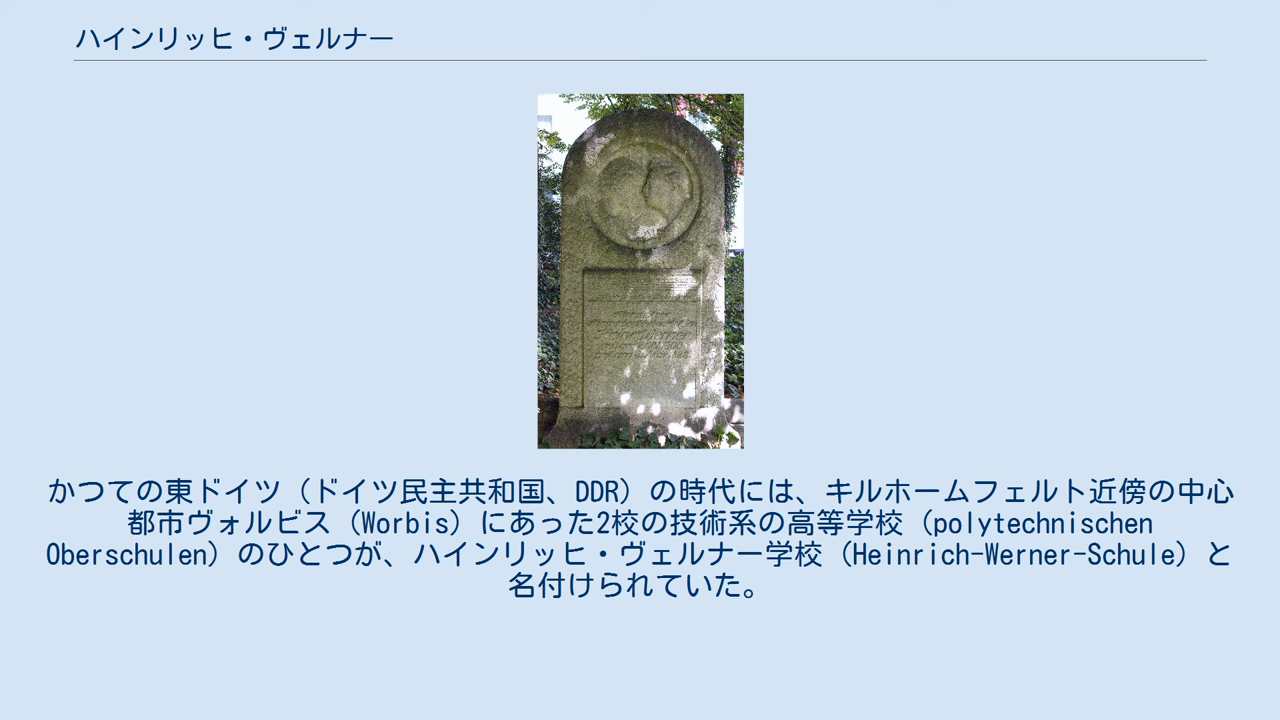 ハインリッヒ・ヴェルナー
かつての東ドイツ（ドイツ民主共和国、DDR）の時代には、キルホームフェルト近傍の中心
都市ヴォルビス（Worbis）にあった2校の技術系の高等学校（polytechnischen
Oberschulen）のひとつが、ハインリッヒ・ヴェルナー学校（Heinrich-Werner-Schule）と
名付けられていた。